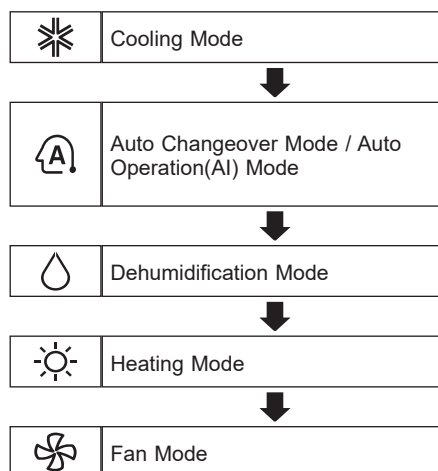 Cooling Mode
A
Auto Changeover Mode / Auto
Operation(AI) Mode
Dehumidification Mode
Heating Mode
Fan Mode